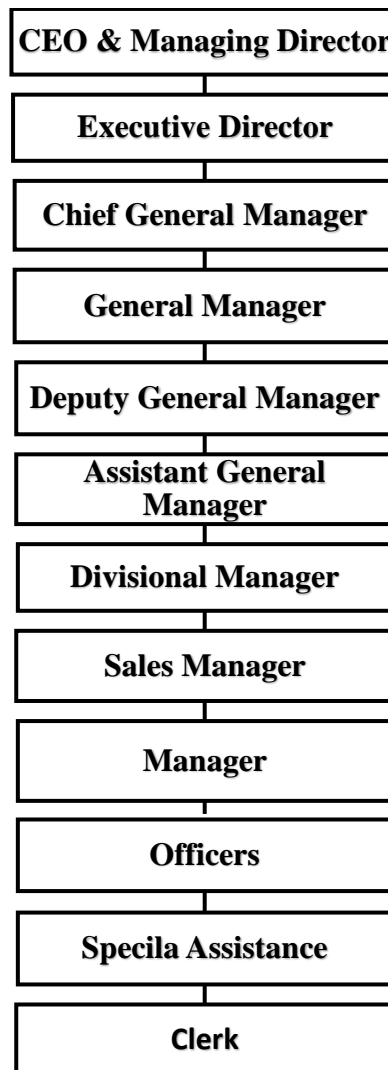 CEO & Managing Director
Executive Director
Chief General Manager
General Manager
Deputy General Manager
Assistant General
Manager
Divisional Manager
Sales Manager
Manager
Officers
Specila Assistance
Clerk